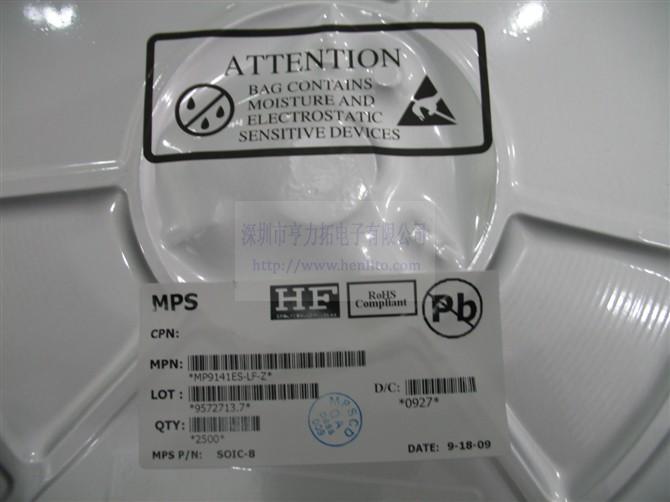 ATTENTION
BAG CONTAINS
MOISTURE AND
ELECTROSTATIC
SENSITIVE DEVICES
深圳市亨力拓电子有限公司
http://www.henlito.com
MPS
HF
RoHS
Compliant
Pb
CPN:
MPN:
*MP9141ES-LF-Z*
LOT :
*9572713.7*
D/C:
*0927*
QTY:
*2500*
MPSCD
QA
MPS P/N: SOIC-8
DATE: 9-18-09